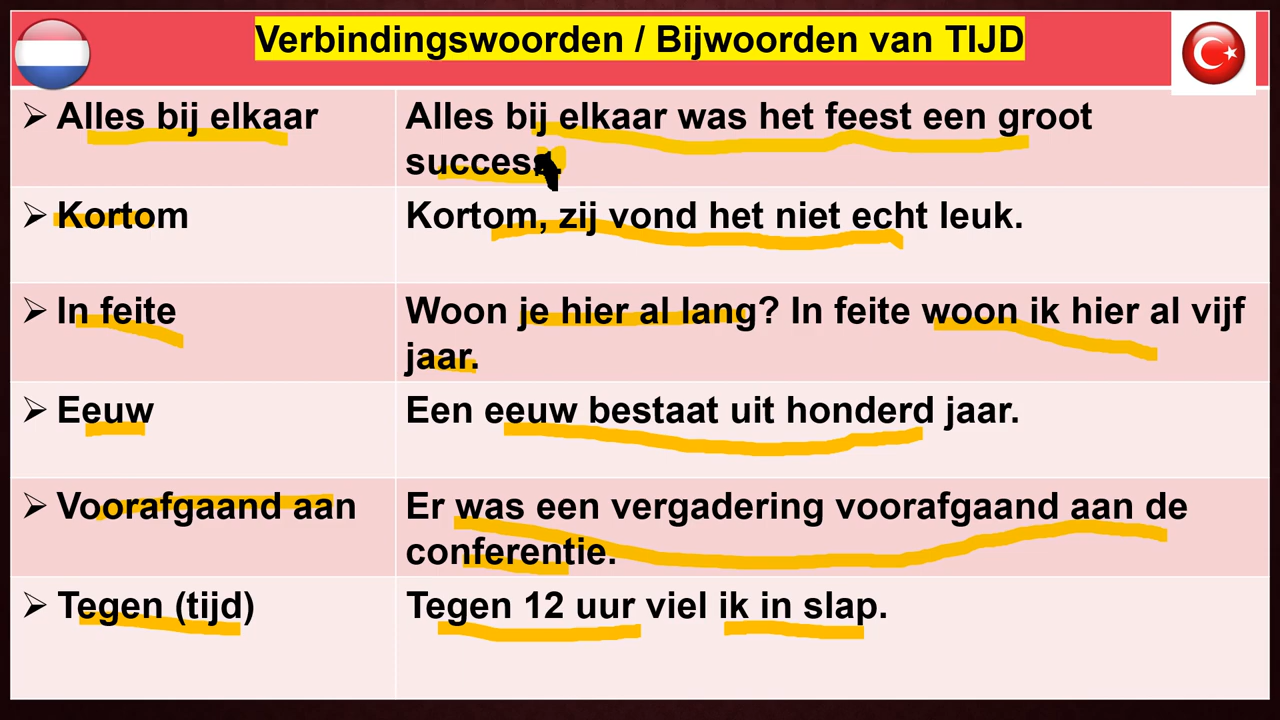 Verbindingswoorden / Bijwoorden van TIJD
Alles bij elkaar
Alles bij elkaar was het feest een groot
success.
Kortom
Kortom, zij vond het niet echt leuk.
In feite
Woon je hier al lang? In feite woon ik hier al vijf
jaar.
Eeuw
Een eeuw bestaat uit honderd jaar.
Voorafgaand aan
Er was een vergadering voorafgaand aan de
conferentie.
Tegen (tijd)
Tegen 12 uur viel ik in slap.